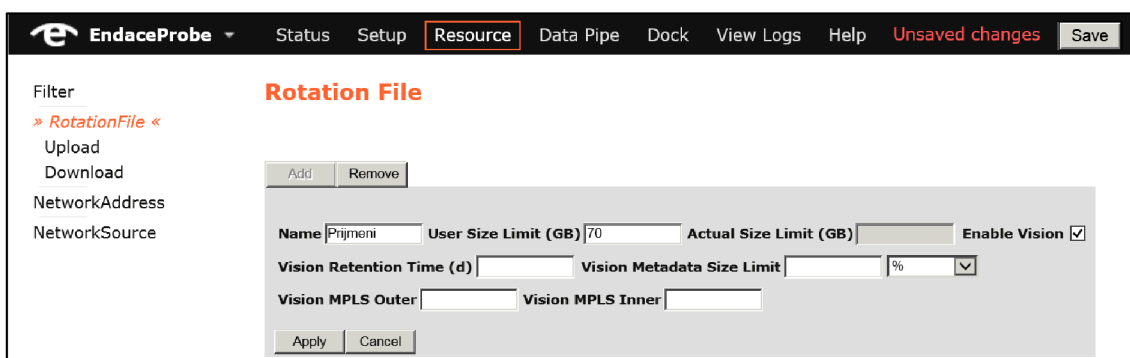 EndaceProbe Status Setup Resource Data Pipe Dock View Logs Help Unsaved changes Save
Filter
» RotationFile «
Upload
Download
NetworkAddress
NetworkSource
Rotation File
Add Remove
Name Prijmeni User Size Limit (GB) 70 Actual Size Limit (GB) Enable Vision
Vision Retention Time (d) Vision Metadata Size Limit %
Vision MPLS Outer Vision MPLS Inner
Apply Cancel